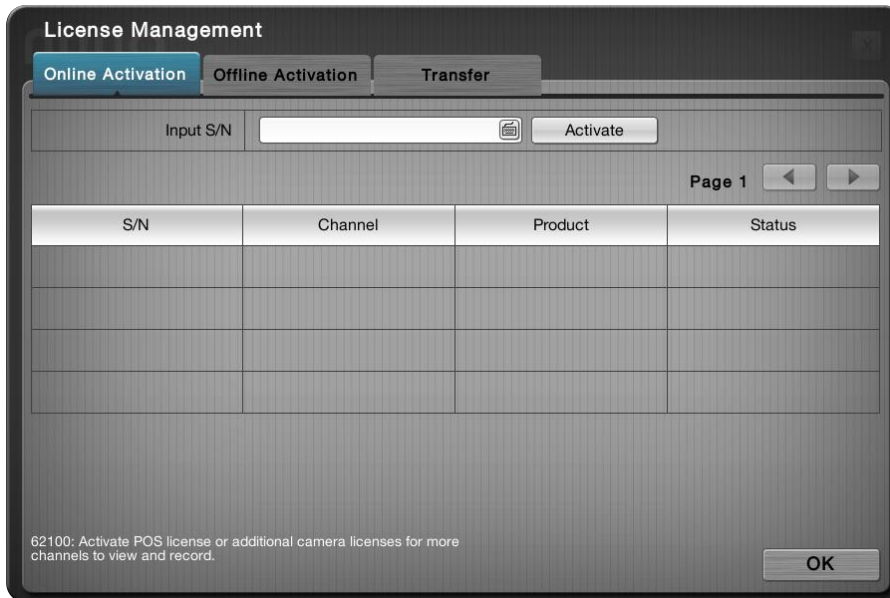 License Management
Online Activation
Offline Activation
Transfer
Input S/N
Activate
Page 1
S/N Channel Product Status
62100: Activate POS license or additional camera licenses for more
channels to view and record.
OK